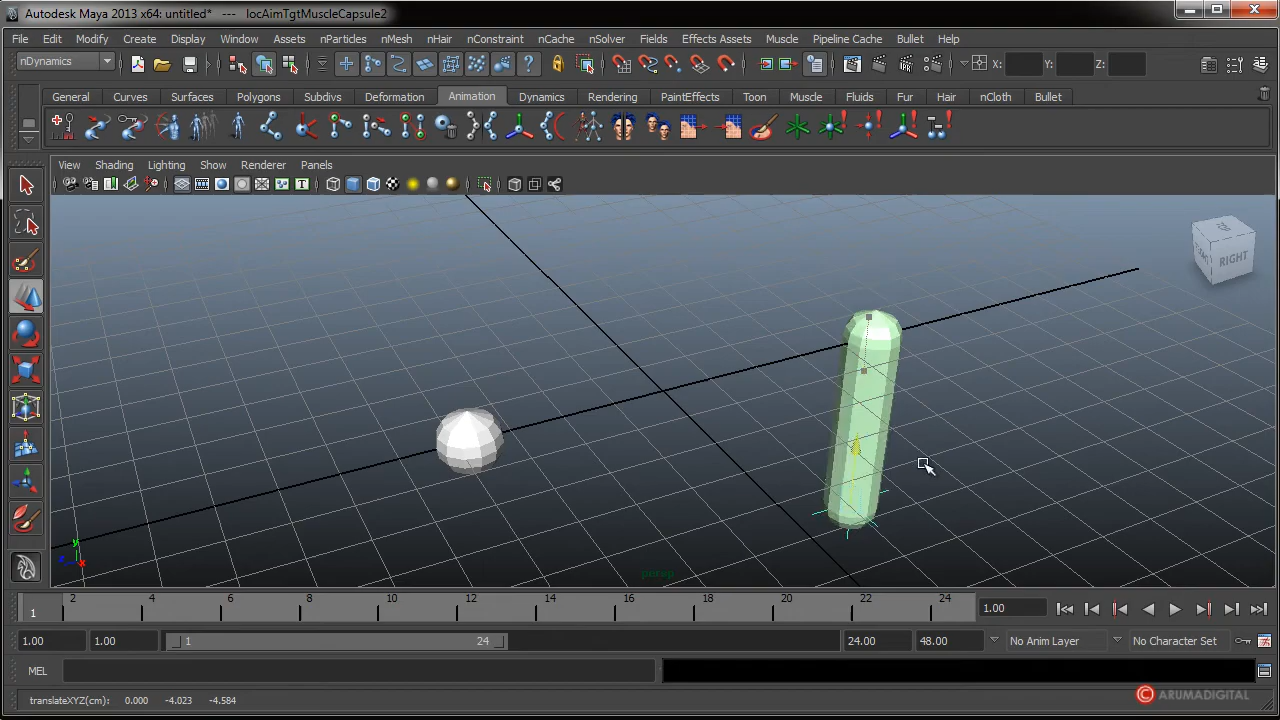 Autodesk Maya 2013 x64: untitled* --- locAimTgtMuscleCapsule2
File Edit Modify Create Display Window Assets nParticles nMesh nHair nConstraint nCache nSolver Fields Effects Assets Muscle Pipeline Cache Bullet Help
nDynamics X: Y: Z:
General Curves Surfaces Polygons Subdivs Deformation Animation Dynamics Rendering PaintEffects Toon Muscle Fluids Fur Hair nCloth Bullet
View Shading Lighting Show Renderer Panels
RIGHT
y
x
persp
1 2 4 6 8 10 12 14 16 18 20 22 24 1.00
1.00 1.00 1 24 24.00 48.00 No Anim Layer No Character Set
MEL
translateXYZ(cm): 0.000 -4.023 -4.584
© ARUMADIGITAL